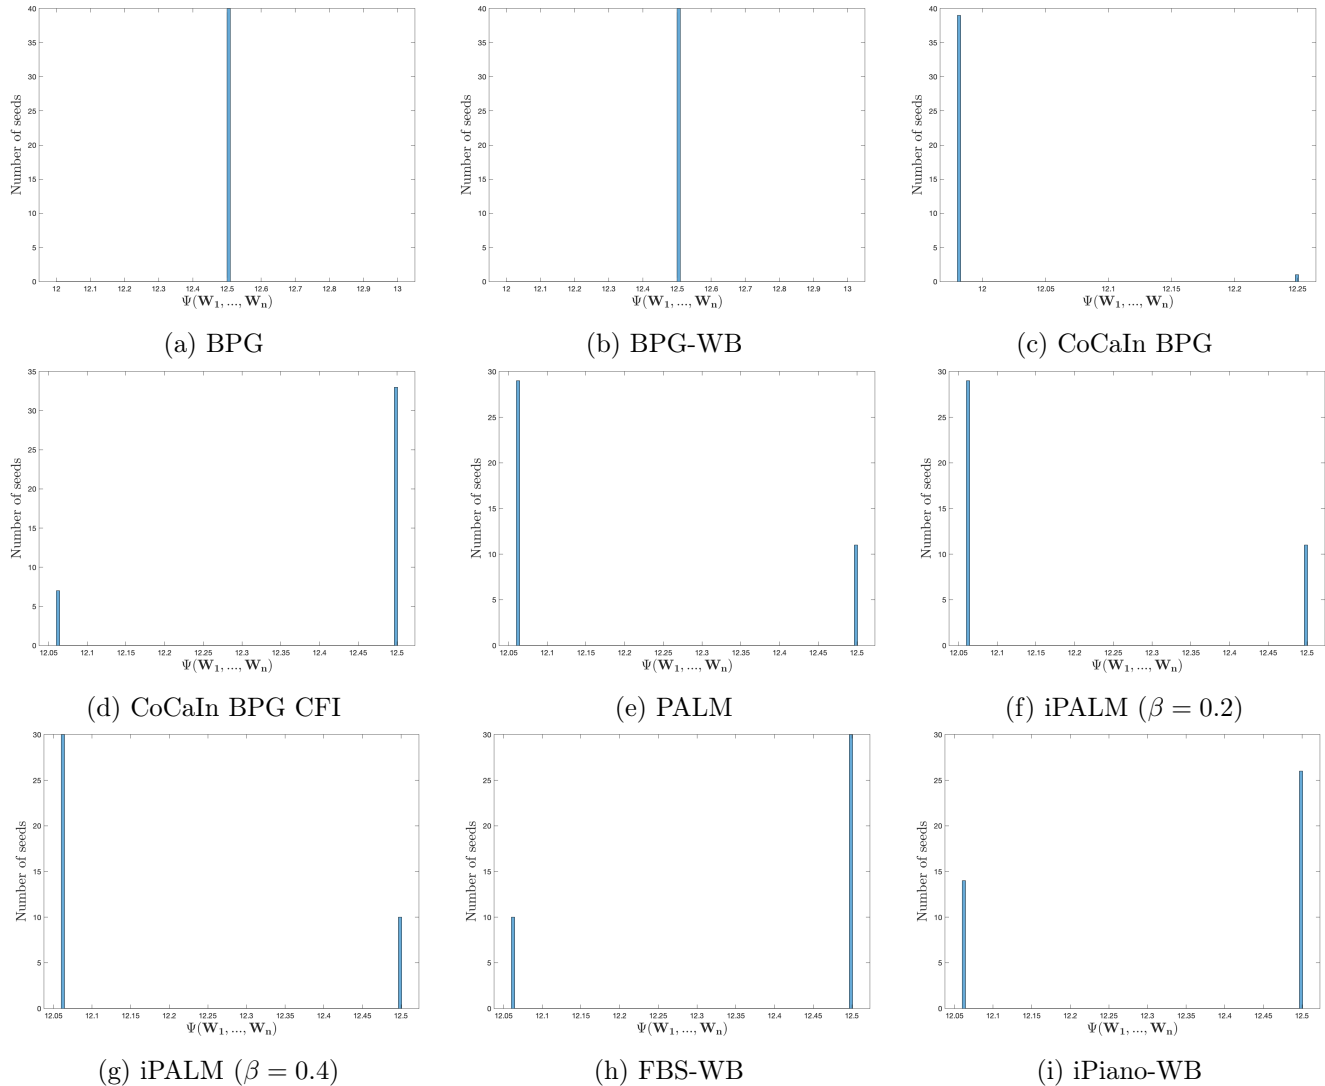 40
35
30
25
20
15
10
5
0
Number of seeds
12 12.1 12.2 12.3 12.4 12.5 12.6 12.7 12.8 12.9 13
Ψ(W₁, ..., Wₙ)
(a) BPG
40
35
30
25
20
15
10
5
0
Number of seeds
12 12.1 12.2 12.3 12.4 12.5 12.6 12.7 12.8 12.9 13
Ψ(W₁, ..., Wₙ)
(b) BPG-WB
40
35
30
25
20
15
10
5
0
Number of seeds
12 12.05 12.1 12.15 12.2 12.25
Ψ(W₁, ..., Wₙ)
(c) CoCaIn BPG
35
30
25
20
15
10
5
0
Number of seeds
12.05 12.1 12.15 12.2 12.25 12.3 12.35 12.4 12.45 12.5
Ψ(W₁, ..., Wₙ)
(d) CoCaIn BPG CFI
30
25
20
15
10
5
0
Number of seeds
12.05 12.1 12.15 12.2 12.25 12.3 12.35 12.4 12.45 12.5
Ψ(W₁, ..., Wₙ)
(e) PALM
30
25
20
15
10
5
0
Number of seeds
12.05 12.1 12.15 12.2 12.25 12.3 12.35 12.4 12.45 12.5
Ψ(W₁, ..., Wₙ)
(f) iPALM (β = 0.2)
30
25
20
15
10
5
0
Number of seeds
12.05 12.1 12.15 12.2 12.25 12.3 12.35 12.4 12.45 12.5
Ψ(W₁, ..., Wₙ)
(g) iPALM (β = 0.4)
30
25
20
15
10
5
0
Number of seeds
12.05 12.1 12.15 12.2 12.25 12.3 12.35 12.4 12.45 12.5
Ψ(W₁, ..., Wₙ)
(h) FBS-WB
30
25
20
15
10
5
0
Number of seeds
12.05 12.1 12.15 12.2 12.25 12.3 12.35 12.4 12.45 12.5
Ψ(W₁, ..., Wₙ)
(i) iPiano-WB